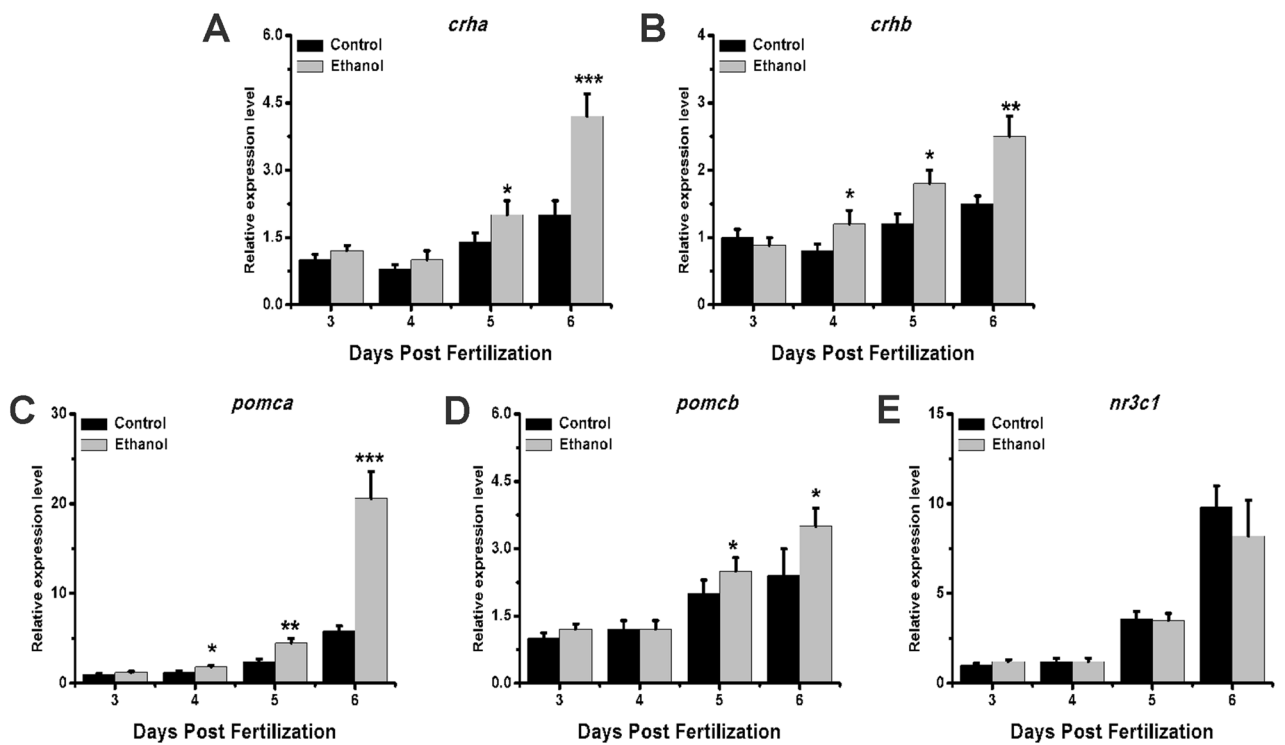 A
crha
Control
Ethanol
Relative expression level
6.0
4.5
3.0
1.5
0.0
*
***
3 4 5 6
Days Post Fertilization
B
crhb
Control
Ethanol
Relative expression level
4
3
2
1
0
*
*
**
3 4 5 6
Days Post Fertilization
C
pomca
Control
Ethanol
Relative expression level
30
20
10
0
*
**
***
3 4 5 6
Days Post Fertilization
D
pomcb
Control
Ethanol
Relative expression level
6.0
4.5
3.0
1.5
0.0
*
*
3 4 5 6
Days Post Fertilization
E
nr3c1
Control
Ethanol
Relative expression level
15
10
5
0
3 4 5 6
Days Post Fertilization